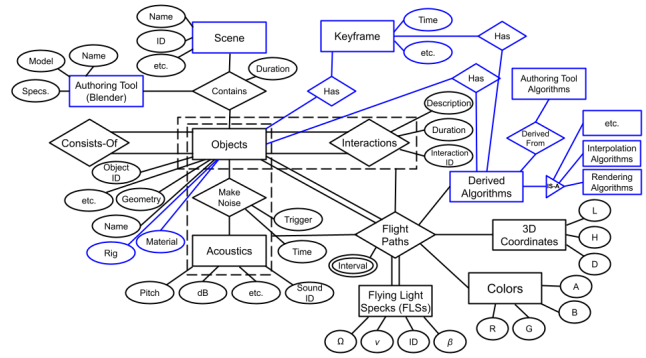 Name
Scene
ID
etc.
Keyframe
Time
etc.
Has
Model
Name
Specs.
Authoring Tool
(Blender)
Contains
Duration
Has
Has
Authoring Tool
Algorithms
Description
Duration
Interaction
ID
Derived
From
etc.
Interpolation
Algorithms
Rendering
Algorithms
IS-A
Consists-Of
Objects
Interactions
Derived
Algorithms
Object
ID
etc.
Geometry
Name
Rig
Material
Make
Noise
Trigger
Time
Flight
Paths
Interval
3D
Coordinates
L
H
D
Acoustics
Pitch
dB
etc.
Sound
ID
Flying Light
Specks (FLSs)
Colors
A
B
R
G
Ω
ν
ID
β